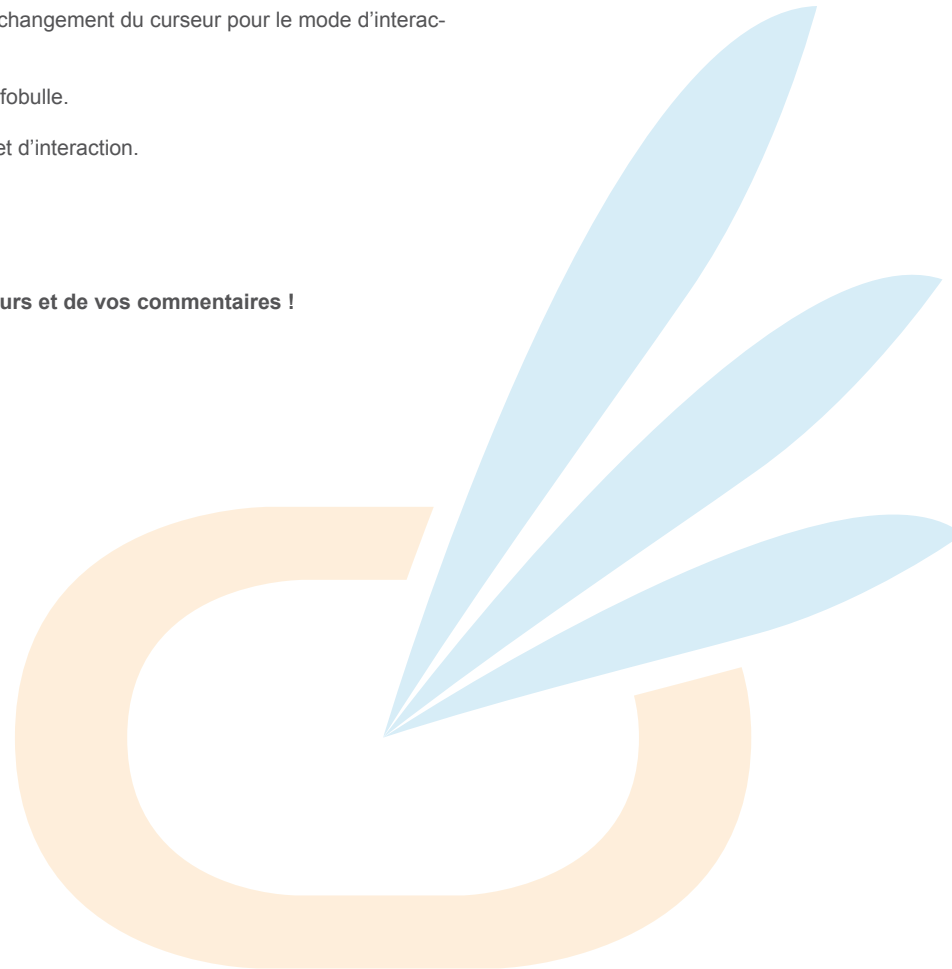 changement du curseur pour le mode d’interac-
fobulle.
et d’interaction.
urs et de vos commentaires !